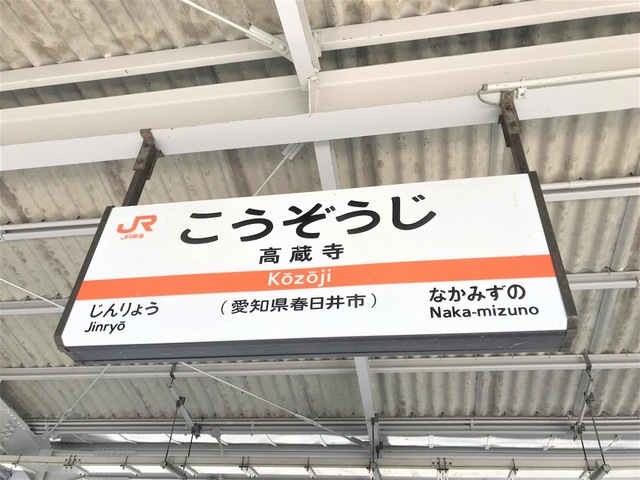 JR
JR東海
こうぞうじ
高蔵寺
Kōzōji
じんりょう
Jinryō
（愛知県春日井市）
なかみずの
Naka-mizuno